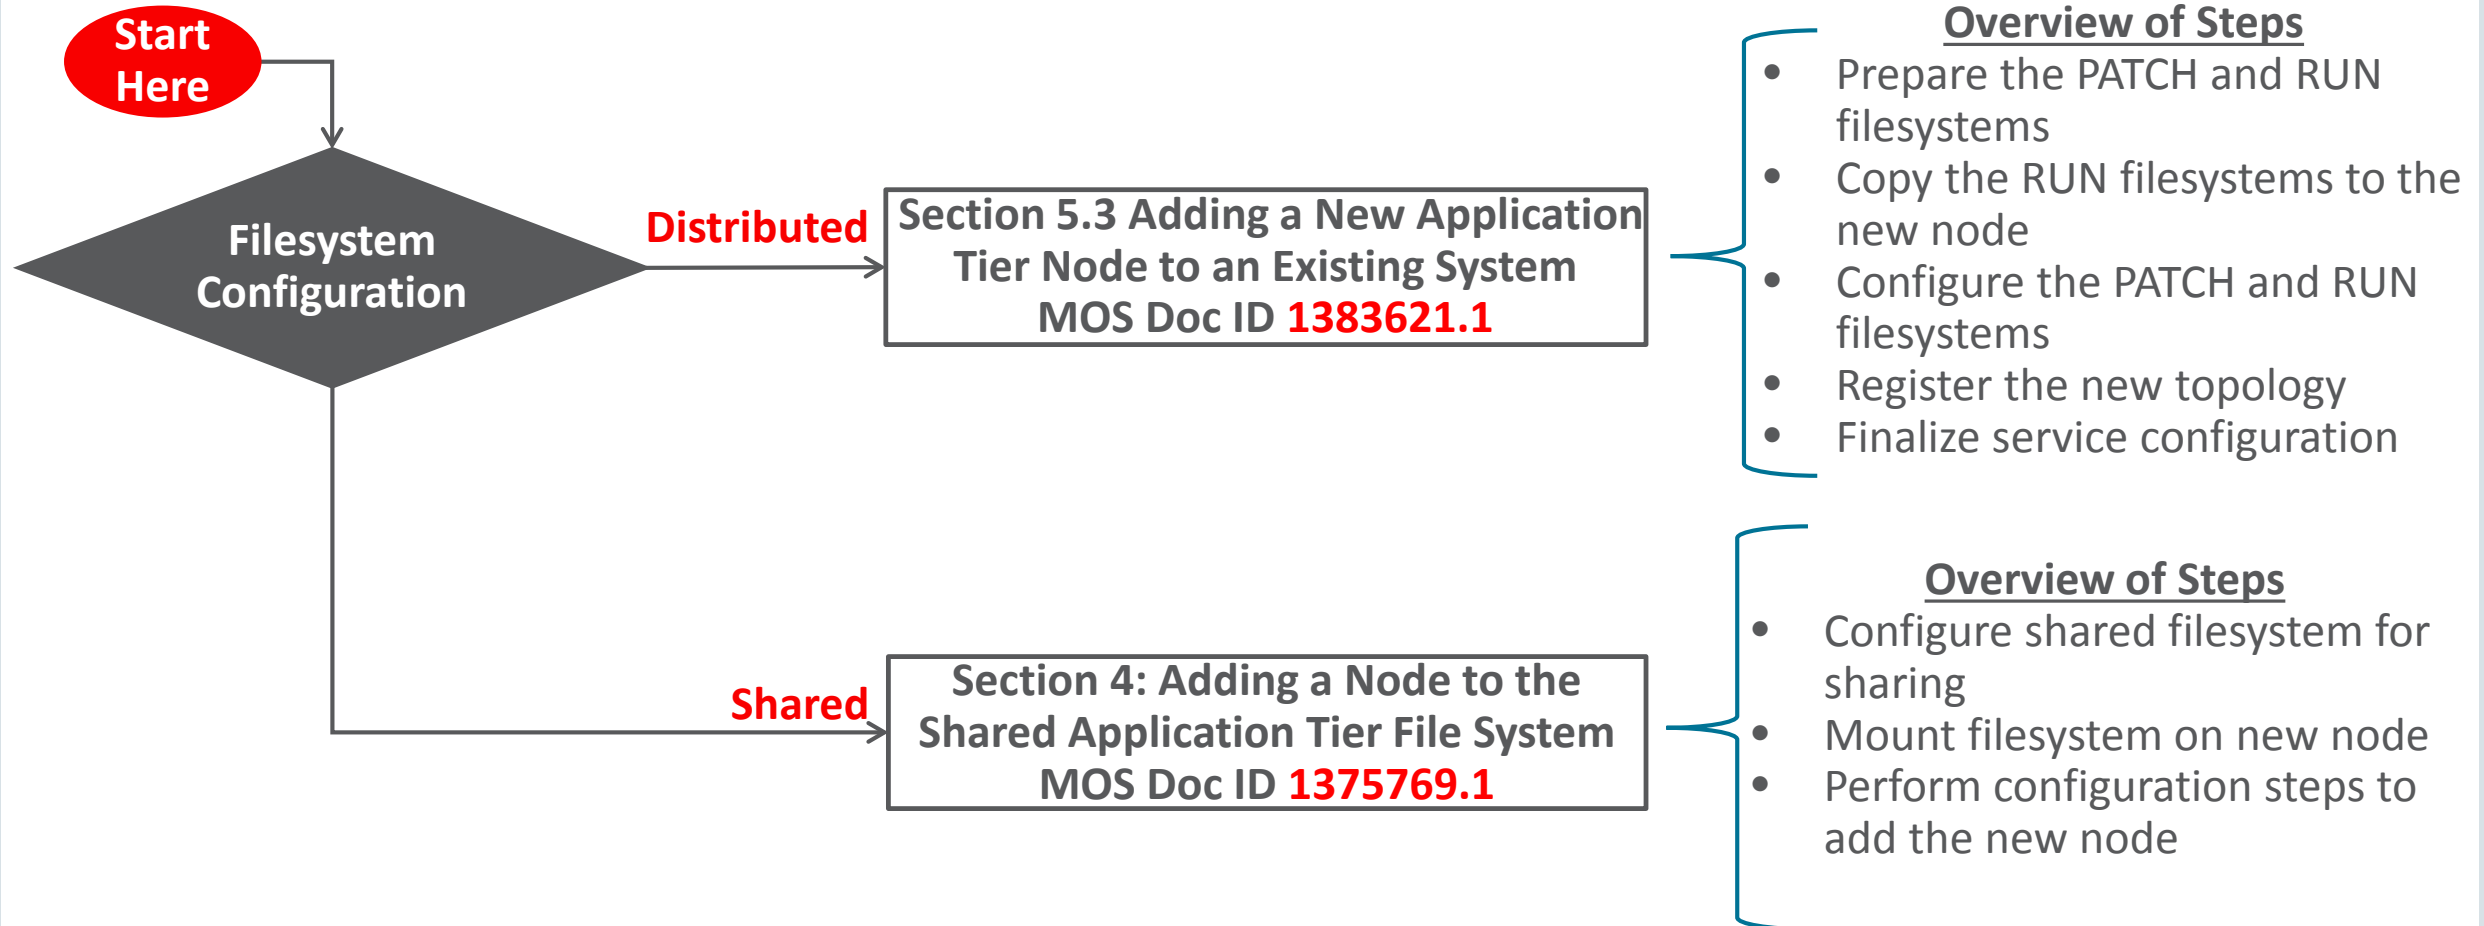 Start
Here
Filesystem
Configuration
Distributed
Section 5.3 Adding a New Application
Tier Node to an Existing System
MOS Doc ID 1383621.1
Overview of Steps
• Prepare the PATCH and RUN
filesystems
• Copy the RUN filesystems to the
new node
• Configure the PATCH and RUN
filesystems
• Register the new topology
• Finalize service configuration
Shared
Section 4: Adding a Node to the
Shared Application Tier File System
MOS Doc ID 1375769.1
Overview of Steps
• Configure shared filesystem for
sharing
• Mount filesystem on new node
• Perform configuration steps to
add the new node